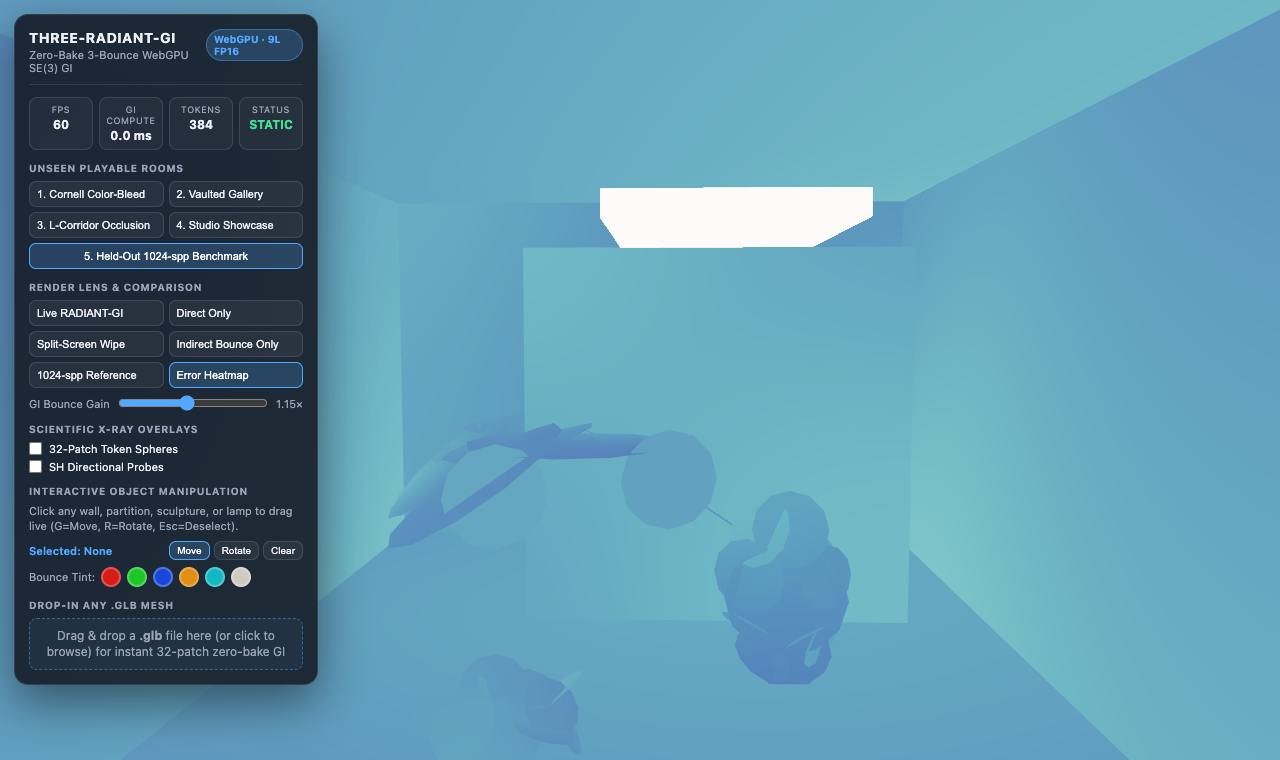 THREE-RADIANT-GI
Zero-Bake 3-Bounce WebGPU
SE(3) GI
WebGPU · 9L
FP16
FPS
60
GI
COMPUTE
0.0 ms
TOKENS
384
STATUS
STATIC
UNSEEN PLAYABLE ROOMS
1. Cornell Color-Bleed
2. Vaulted Gallery
3. L-Corridor Occlusion
4. Studio Showcase
5. Held-Out 1024-spp Benchmark
RENDER LENS & COMPARISON
Live RADIANT-GI
Direct Only
Split-Screen Wipe
Indirect Bounce Only
1024-spp Reference
Error Heatmap
GI Bounce Gain
1.15×
SCIENTIFIC X-RAY OVERLAYS
32-Patch Token Spheres
SH Directional Probes
INTERACTIVE OBJECT MANIPULATION
Click any wall, partition, sculpture, or lamp to drag
live (G=Move, R=Rotate, Esc=Deselect).
Selected: None
Move
Rotate
Clear
Bounce Tint:
DROP-IN ANY .GLB MESH
Drag & drop a .glb file here (or click to
browse) for instant 32-patch zero-bake GI